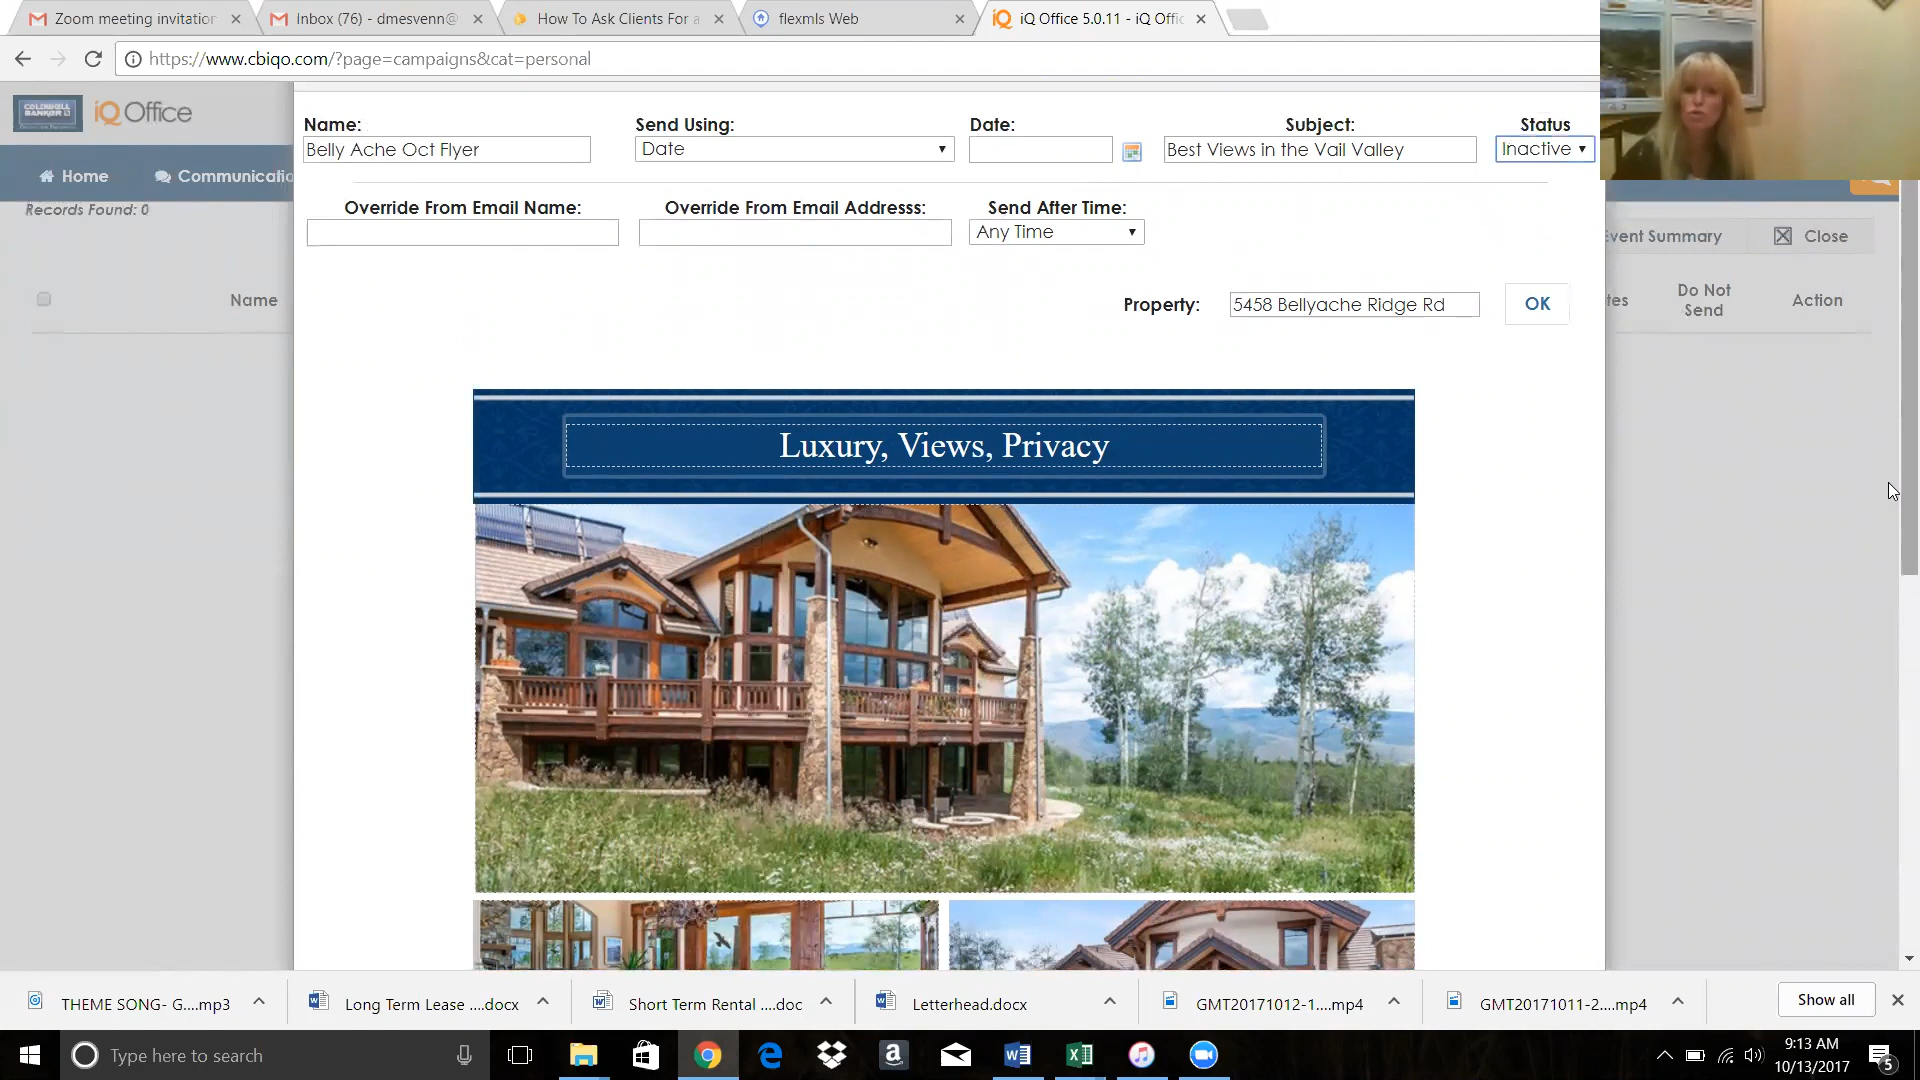 Zoom meeting invitation
Inbox (76) - dmesvenn@
How To Ask Clients For a
flexmls Web
iQ Office 5.0.11 - iQ Offic
https://www.cbiqo.com/?page=campaigns&cat=personal
COLDWELL
BANKER
iQ Office
Name:
Send Using:
Date:
Subject:
Status
Belly Ache Oct Flyer
Date
Best Views in the Vail Valley
Inactive
Home
Communicatio
Records Found: 0
Override From Email Name:
Override From Email Addresss:
Send After Time:
Any Time
Event Summary
Close
Name
Property:
5458 Bellyache Ridge Rd
OK
tes
Do Not
Send
Action
Luxury, Views, Privacy
THEME SONG- G....mp3
Long Term Lease ....docx
Short Term Rental ....doc
Letterhead.docx
GMT20171012-1....mp4
GMT20171011-2....mp4
Show all
Type here to search
9:13 AM
10/13/2017
5